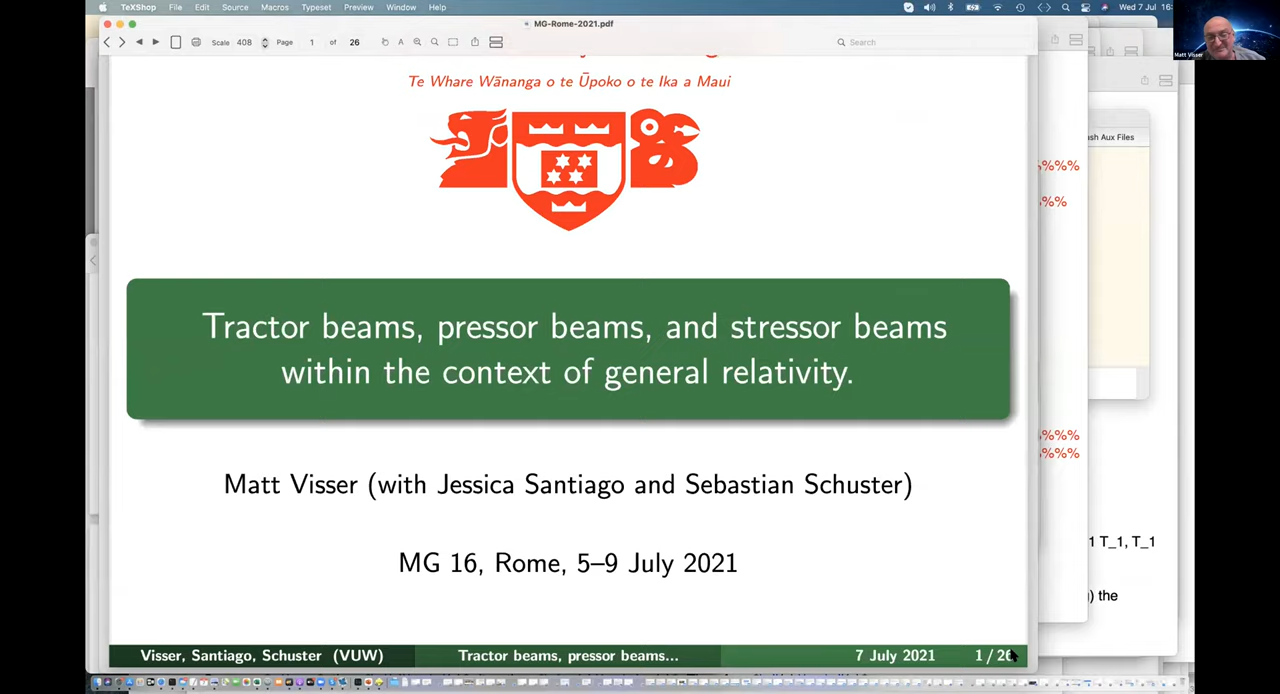 TeXShop File Edit Source Macros Typeset Preview Window Help Wed 7 Jul 16:
MG-Rome-2021.pdf
Scale 408 Page 1 of 26 A Search
Matt Visser
Te Whare Wānanga o te Ūpoko o te Ika a Maui
ash Aux Files
%%%%
%%%
Tractor beams, pressor beams, and stressor beams
within the context of general relativity.
%%%%
%%%%
Matt Visser (with Jessica Santiago and Sebastian Schuster)
1 T_1, T_1
MG 16, Rome, 5–9 July 2021
) the
Visser, Santiago, Schuster (VUW) Tractor beams, pressor beams... 7 July 2021 1 / 26